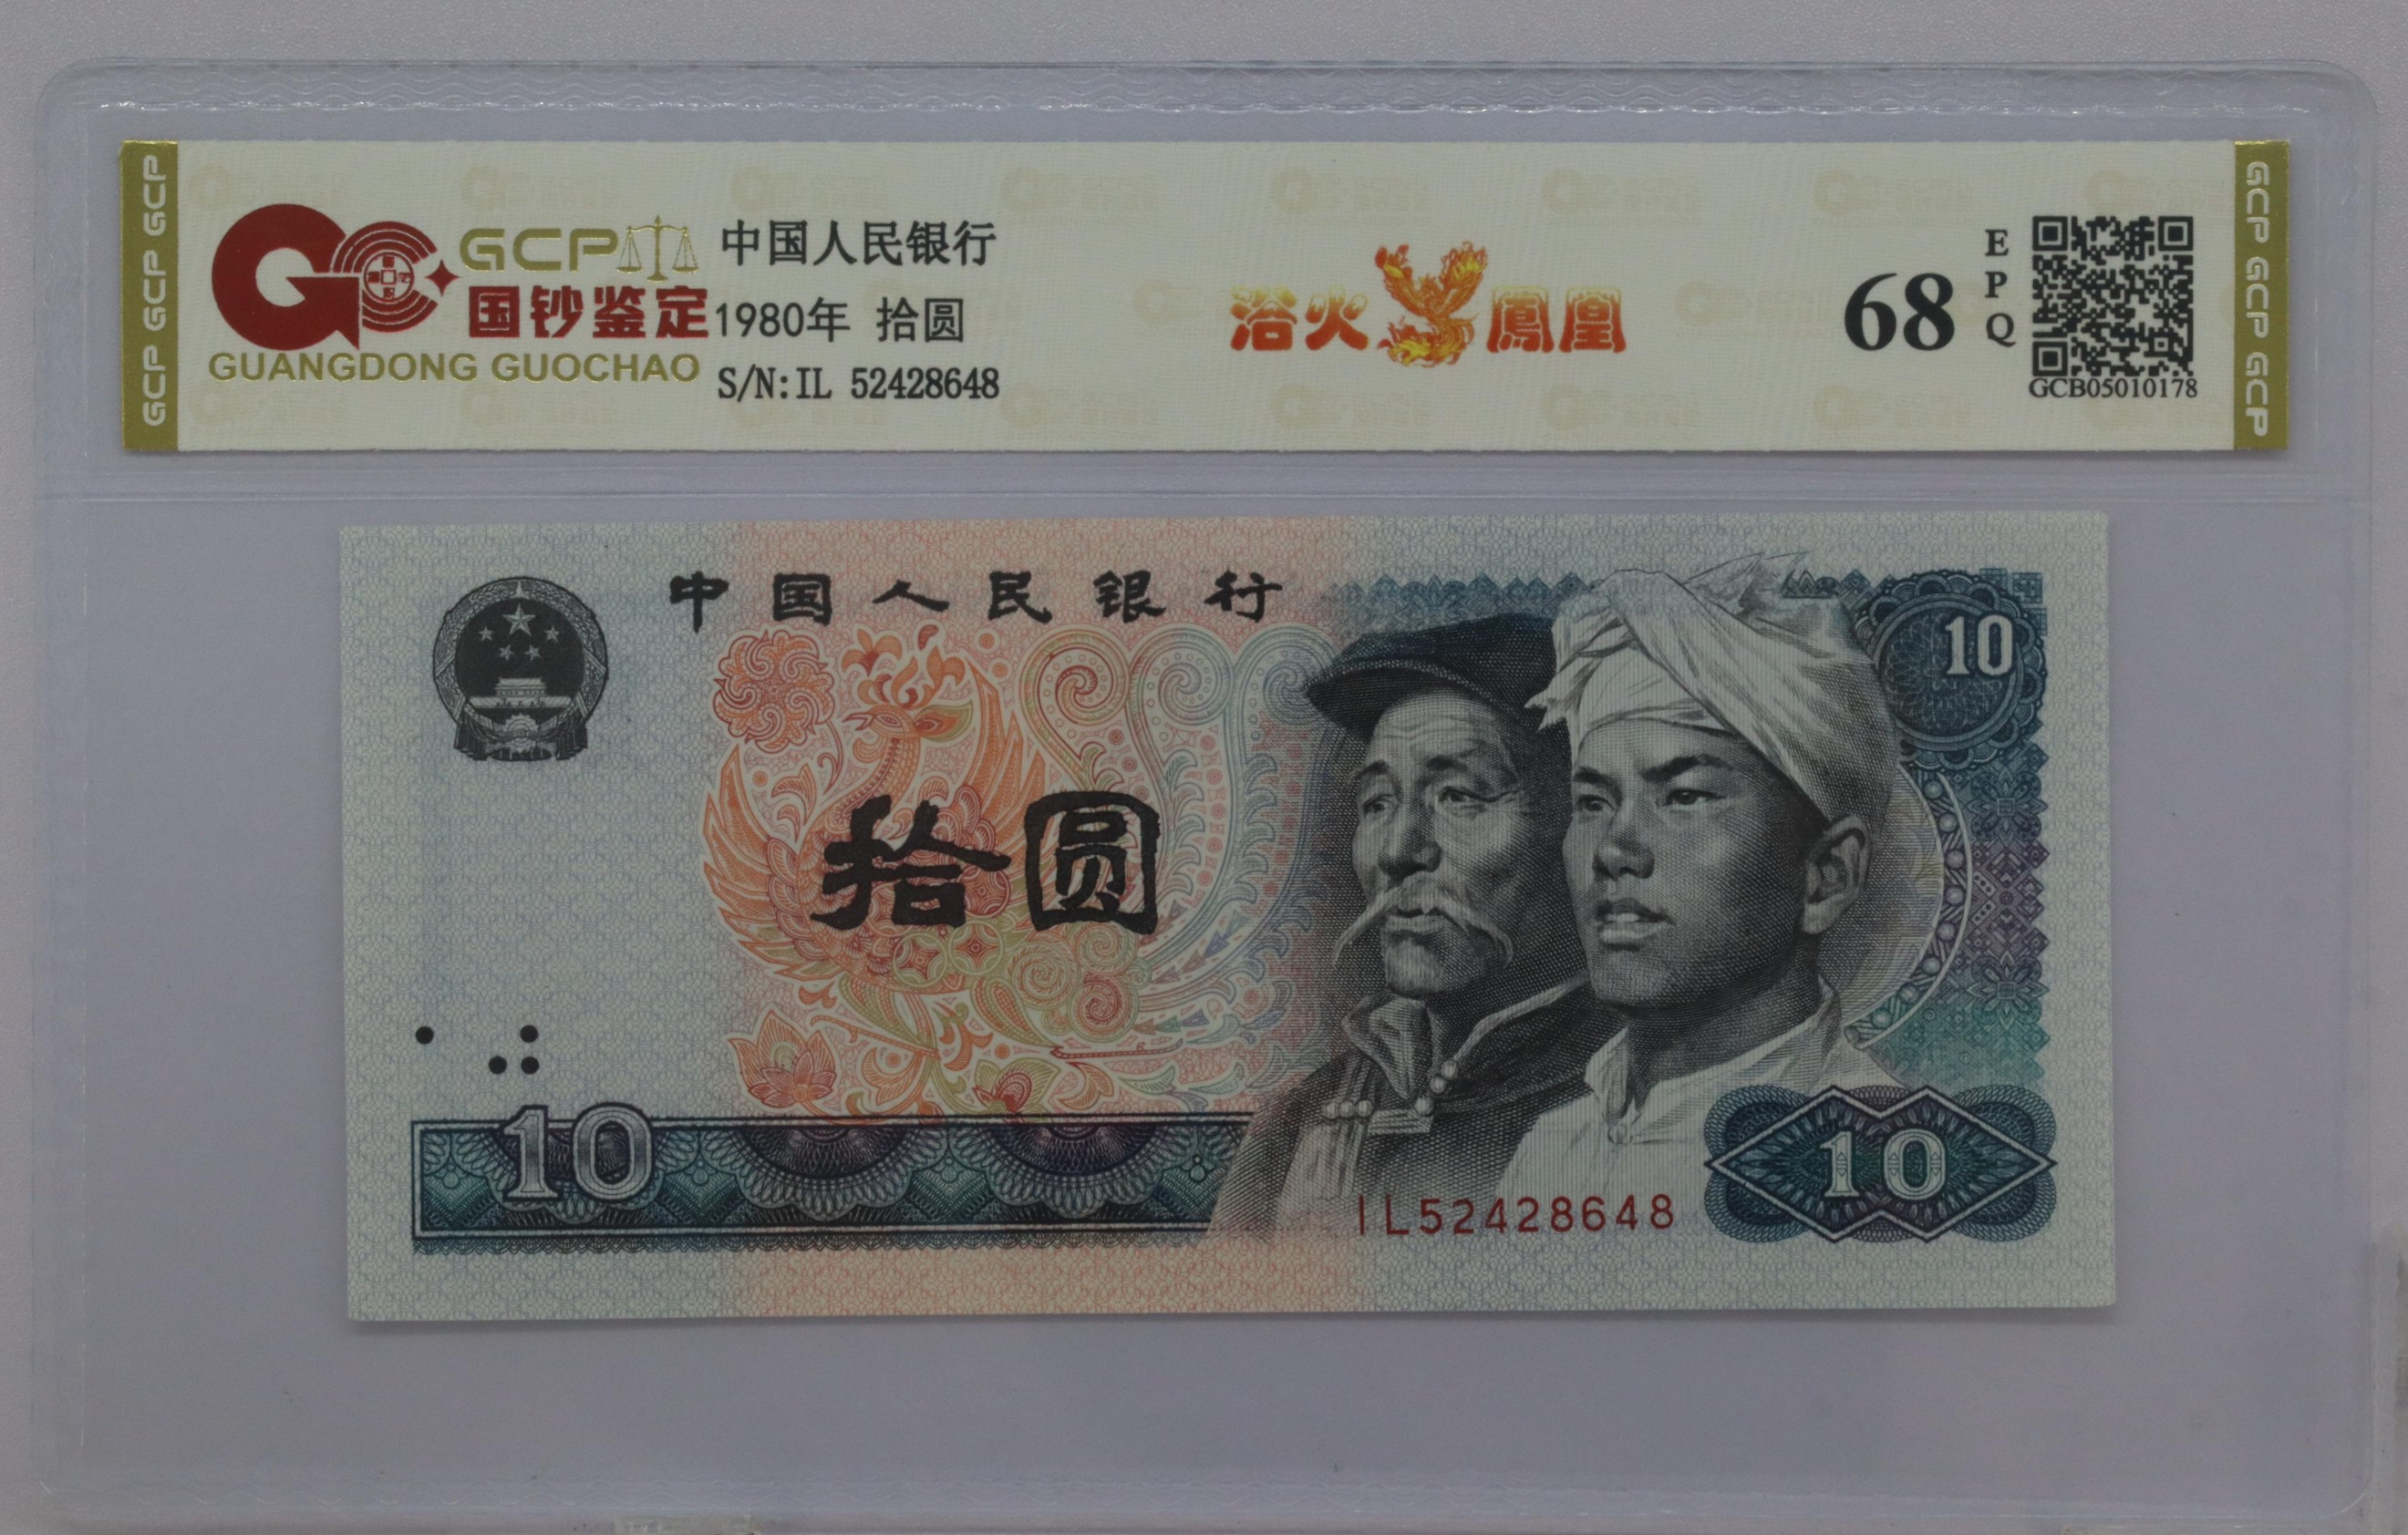 GCP GCP GCP
GCP
国钞鉴定
GUANGDONG GUOCHAO
中国人民银行
1980年 拾圆
S/N:IL 52428648
浴火鳳凰
68
EPQ
GCB05010178
GCP GCP GCP
中国人民银行
10
拾圆
10
10
IL52428648